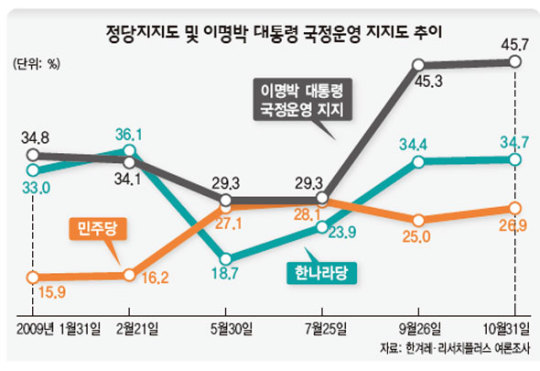 정당지지도 및 이명박 대통령 국정운영 지지도 추이
(단위: %)
45.7
45.3
이명박 대통령
국정운영 지지
34.8
36.1
34.4
34.7
33.0
34.1
29.3
29.3
민주당
27.1
28.1
23.9
25.0
26.9
15.9
16.2
18.7
한나라당
2009년 1월31일
2월21일
5월30일
7월25일
9월26일
10월31일
자료: 한겨레·리서치플러스 여론조사